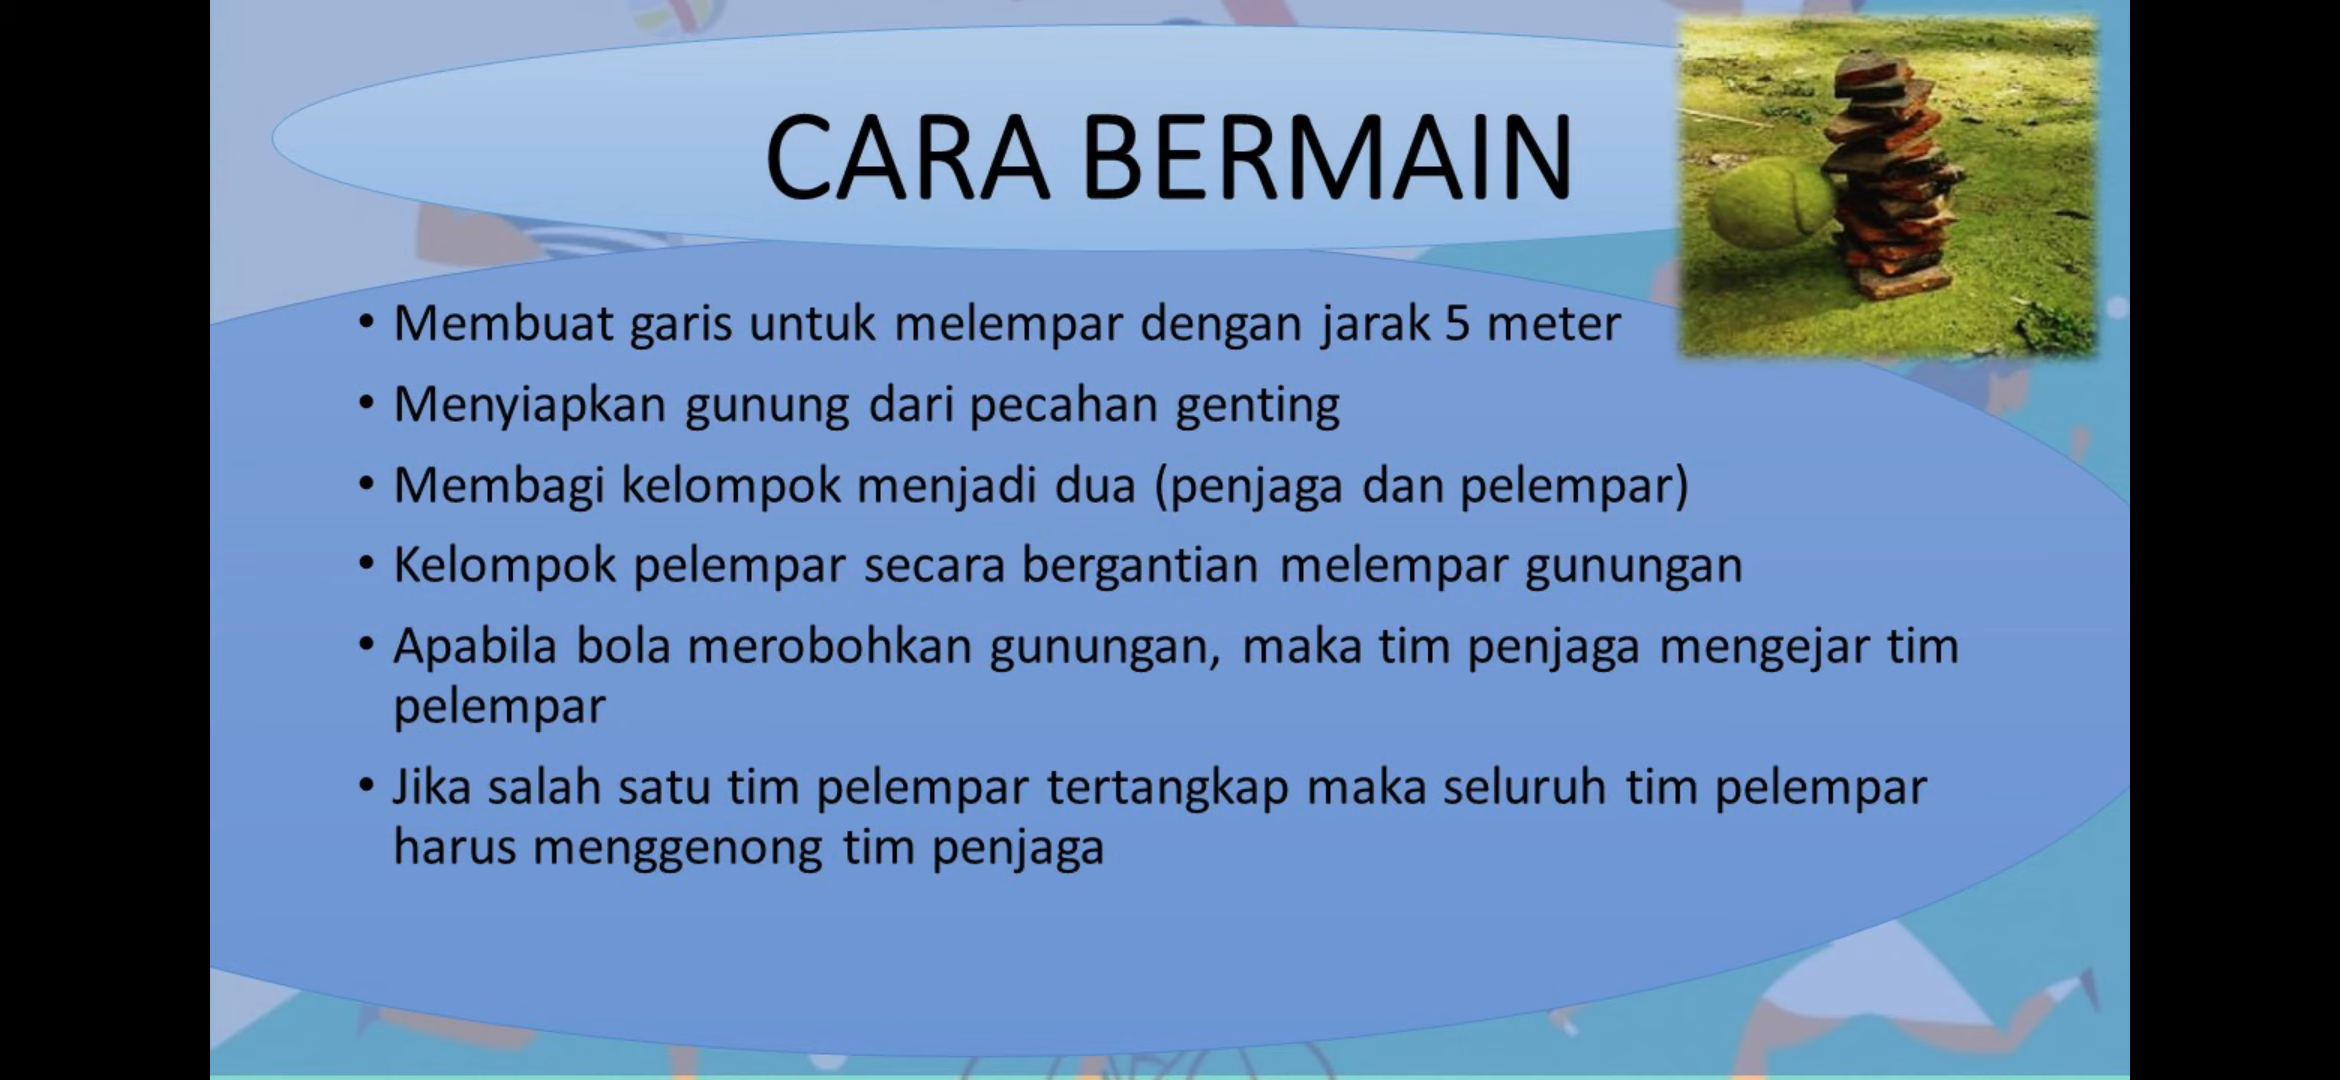 CARA BERMAIN
• Membuat garis untuk melempar dengan jarak 5 meter
• Menyiapkan gunung dari pecahan genting
• Membagi kelompok menjadi dua (penjaga dan pelempar)
• Kelompok pelempar secara bergantian melempar gunungan
• Apabila bola merobohkan gunungan, maka tim penjaga mengejar tim
pelempar
• Jika salah satu tim pelempar tertangkap maka seluruh tim pelempar
harus menggenong tim penjaga